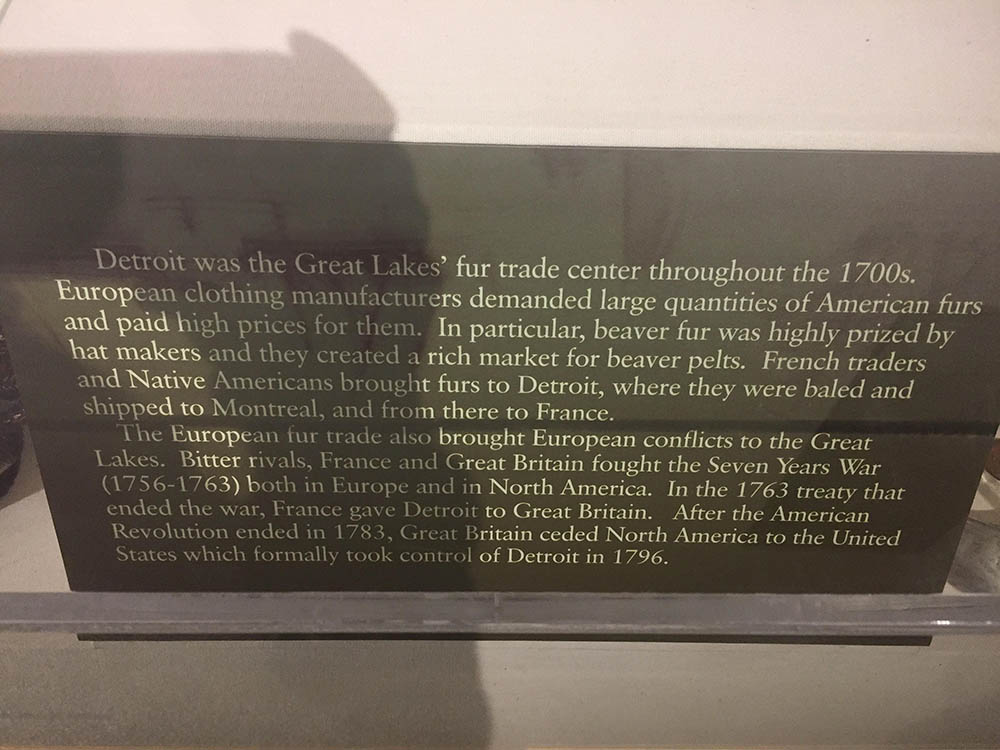 Detroit was the Great Lakes’ fur trade center throughout the 1700s.
European clothing manufacturers demanded large quantities of American furs
and paid high prices for them. In particular, beaver fur was highly prized by
hat makers and they created a rich market for beaver pelts. French traders
and Native Americans brought furs to Detroit, where they were baled and
shipped to Montreal, and from there to France.
The European fur trade also brought European conflicts to the Great
Lakes. Bitter rivals, France and Great Britain fought the Seven Years War
(1756-1763) both in Europe and in North America. In the 1763 treaty that
ended the war, France gave Detroit to Great Britain. After the American
Revolution ended in 1783, Great Britain ceded North America to the United
States which formally took control of Detroit in 1796.